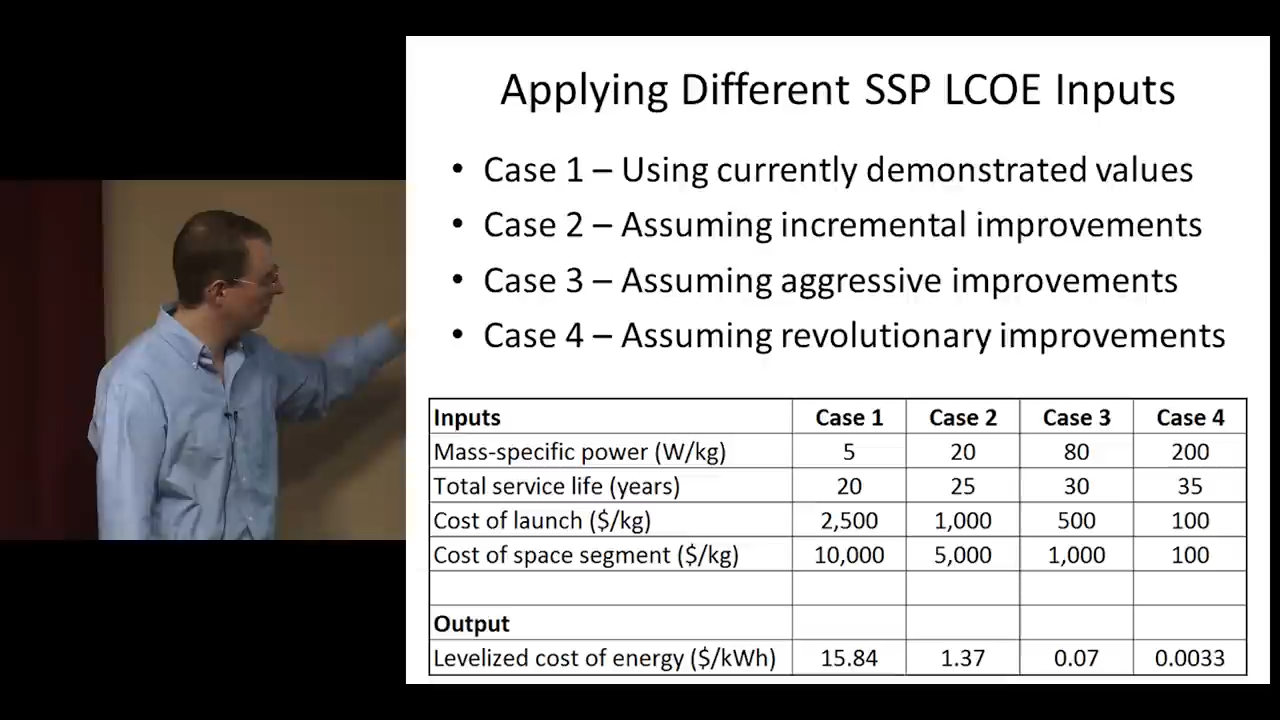 Applying Different SSP LCOE Inputs
• Case 1 – Using currently demonstrated values
• Case 2 – Assuming incremental improvements
• Case 3 – Assuming aggressive improvements
• Case 4 – Assuming revolutionary improvements
Inputs Case 1 Case 2 Case 3 Case 4
Mass-specific power (W/kg) 5 20 80 200
Total service life (years) 20 25 30 35
Cost of launch ($/kg) 2,500 1,000 500 100
Cost of space segment ($/kg) 10,000 5,000 1,000 100
Output
Levelized cost of energy ($/kWh) 15.84 1.37 0.07 0.0033